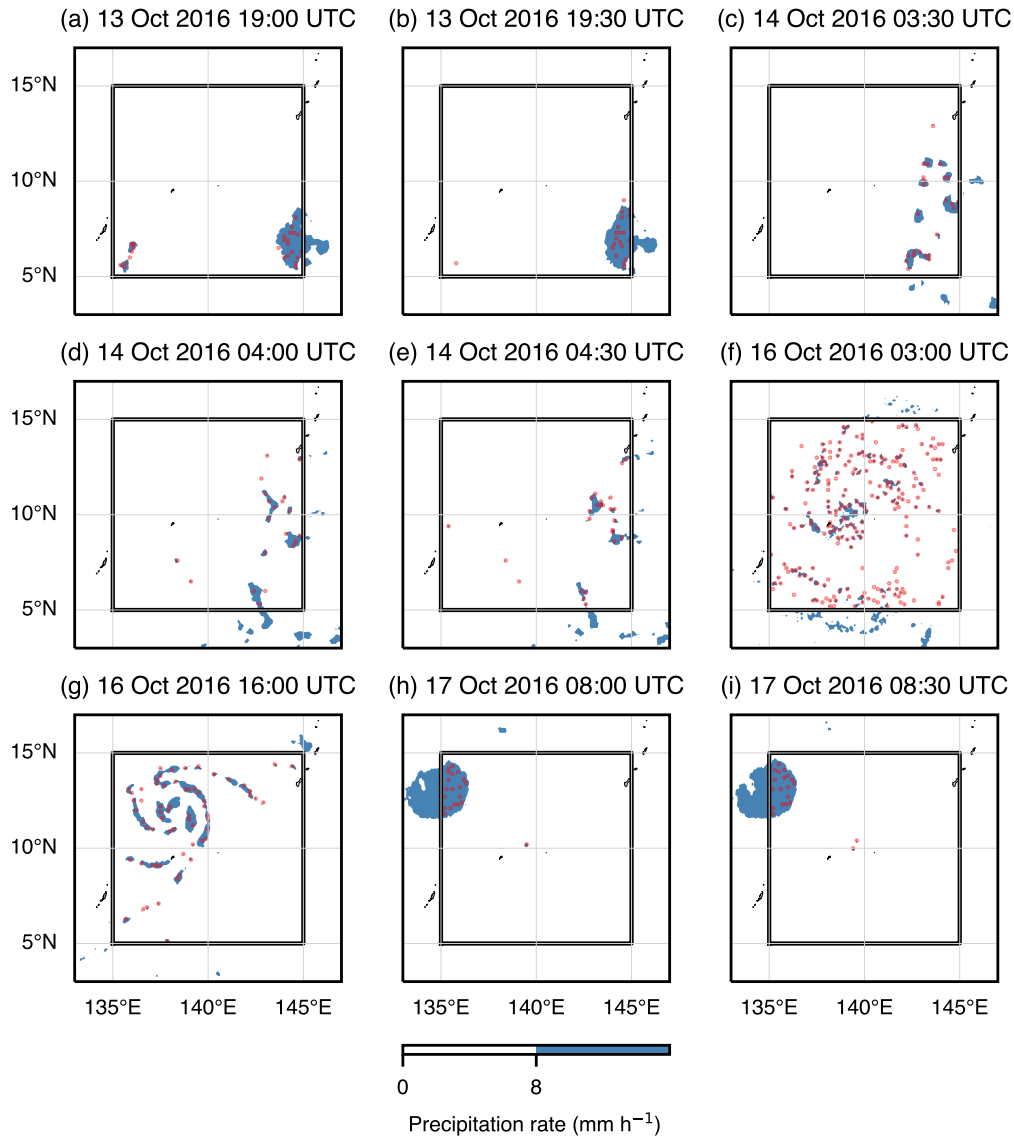 (a) 13 Oct 2016 19:00 UTC
(b) 13 Oct 2016 19:30 UTC
(c) 14 Oct 2016 03:30 UTC
15°N
10°N
5°N
(d) 14 Oct 2016 04:00 UTC
(e) 14 Oct 2016 04:30 UTC
(f) 16 Oct 2016 03:00 UTC
15°N
10°N
5°N
(g) 16 Oct 2016 16:00 UTC
(h) 17 Oct 2016 08:00 UTC
(i) 17 Oct 2016 08:30 UTC
15°N
10°N
5°N
135°E 140°E 145°E
135°E 140°E 145°E
135°E 140°E 145°E
0 8
Precipitation rate (mm h⁻¹)